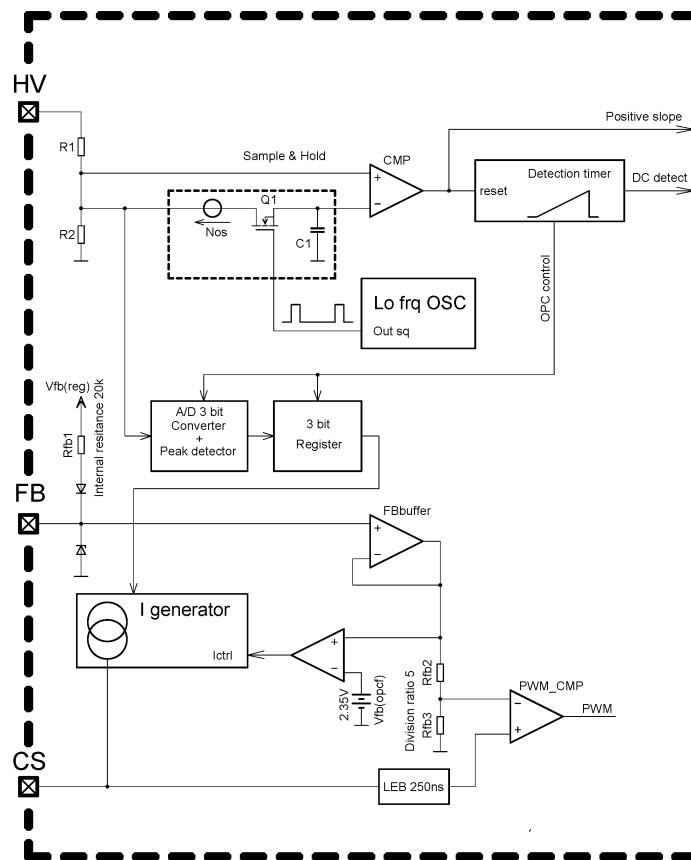 HV
Positive slope
R1
CMP
Sample & Hold
+
−
Detection timer
reset
DC detect
Q1
R2
Nos
C1
OPC control
Lo frq OSC
Out sq
Vfb(reg)
Rfb1
Internal resitance 20k
A/D 3 bit
Converter
+
Peak detector
3 bit
Register
FB
FBbuffer
+
−
I generator
Ictrl
+
−
2.35V
Vfb(opcf)
Rfb2
Division ratio 5
Rfb3
PWM_CMP
−
+
PWM
CS
LEB 250ns